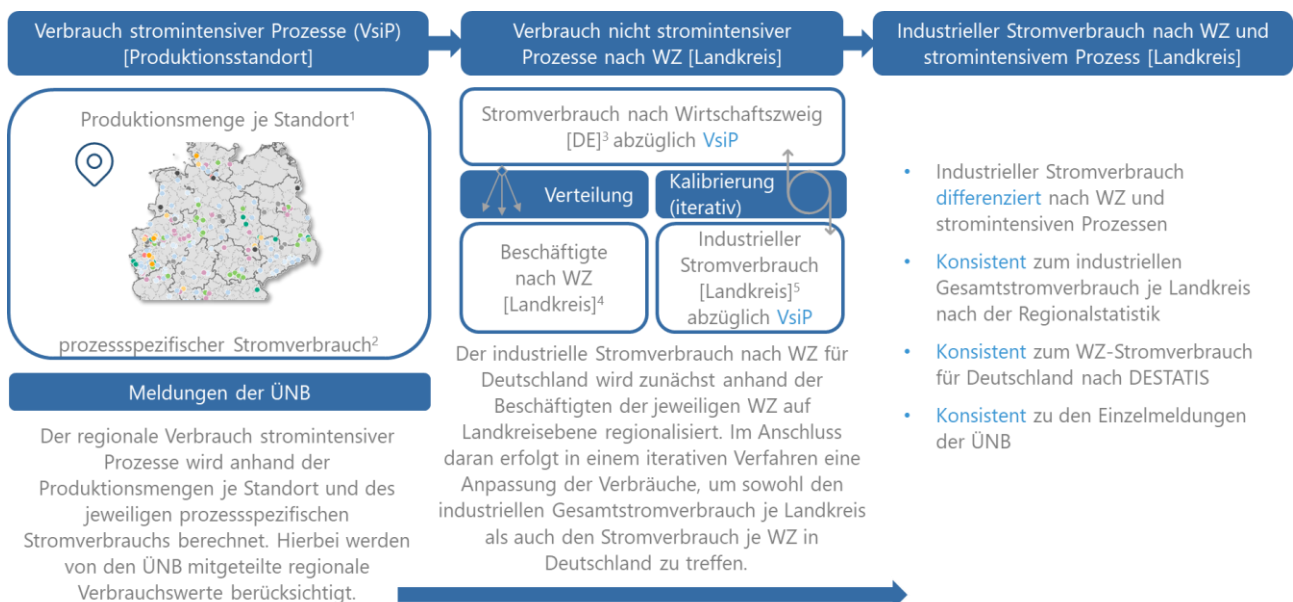 Verbrauch stromintensiver Prozesse (VsiP)
[Produktionsstandort]
Produktionsmenge je Standort¹
prozessspezifischer Stromverbrauch²
Meldungen der ÜNB
Der regionale Verbrauch stromintensiver
Prozesse wird anhand der
Produktionsmengen je Standort und des
jeweiligen prozessspezifischen
Stromverbrauchs berechnet. Hierbei werden
von den ÜNB mitgeteilte regionale
Verbrauchswerte berücksichtigt.
Verbrauch nicht stromintensiver
Prozesse nach WZ [Landkreis]
Stromverbrauch nach Wirtschaftszweig
[DE]³ abzüglich VsiP
Verteilung
Kalibrierung
(iterativ)
Beschäftigte
nach WZ
[Landkreis]⁴
Industrieller
Stromverbrauch
[Landkreis]⁵
abzüglich VsiP
Der industrielle Stromverbrauch nach WZ für
Deutschland wird zunächst anhand der
Beschäftigten der jeweiligen WZ auf
Landkreisebene regionalisiert. Im Anschluss
daran erfolgt in einem iterativen Verfahren eine
Anpassung der Verbräuche, um sowohl den
industriellen Gesamtstromverbrauch je Landkreis
als auch den Stromverbrauch je WZ in
Deutschland zu treffen.
Industrieller Stromverbrauch nach WZ und
stromintensivem Prozess [Landkreis]
• Industrieller Stromverbrauch
differenziert nach WZ und
stromintensiven Prozessen
• Konsistent zum industriellen
Gesamtstromverbrauch je Landkreis
nach der Regionalstatistik
• Konsistent zum WZ-Stromverbrauch
für Deutschland nach DESTATIS
• Konsistent zu den Einzelmeldungen
der ÜNB